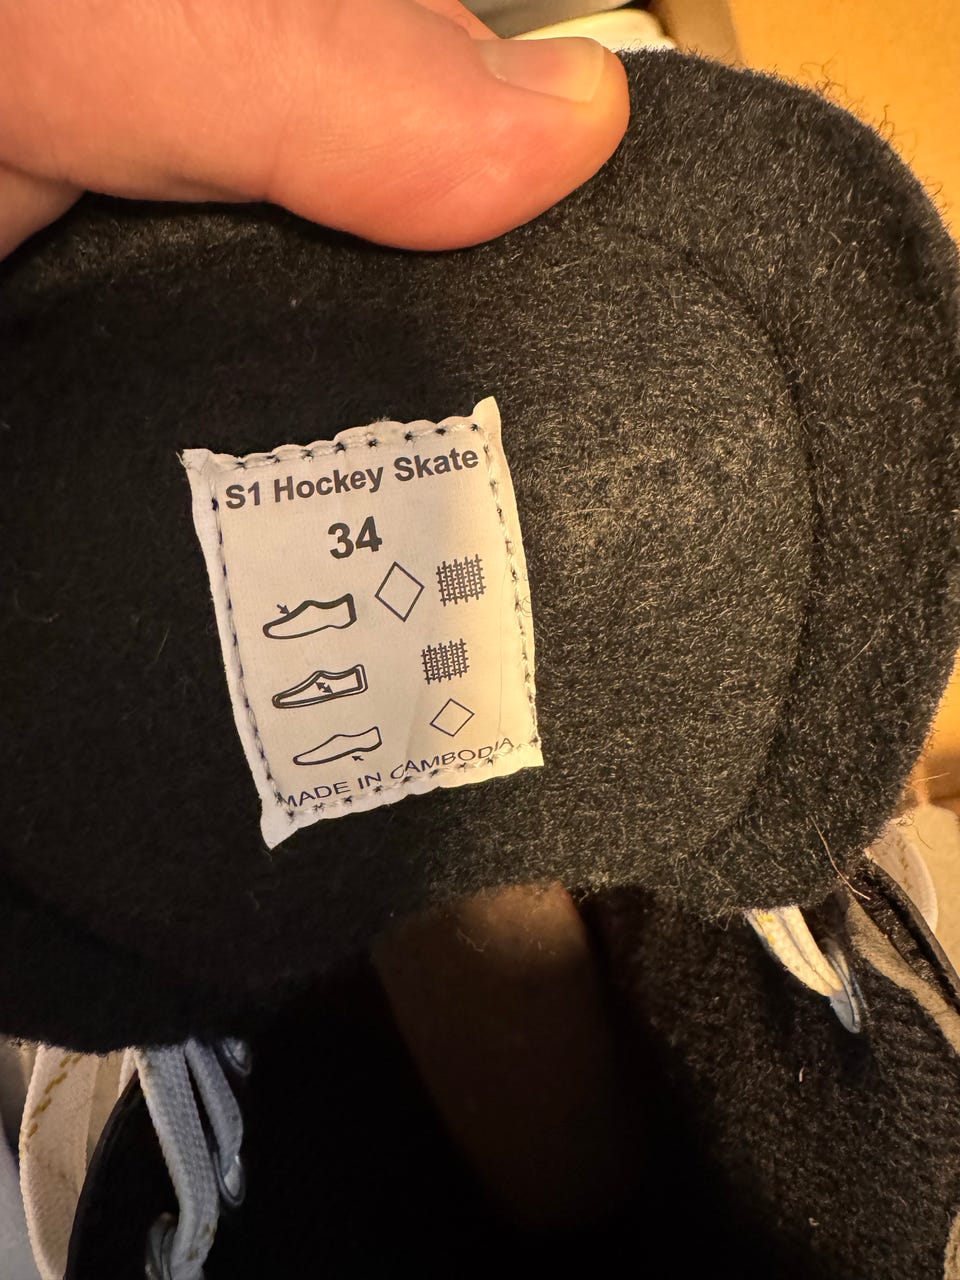 S1 Hockey Skate
34
MADE IN CAMBODIA